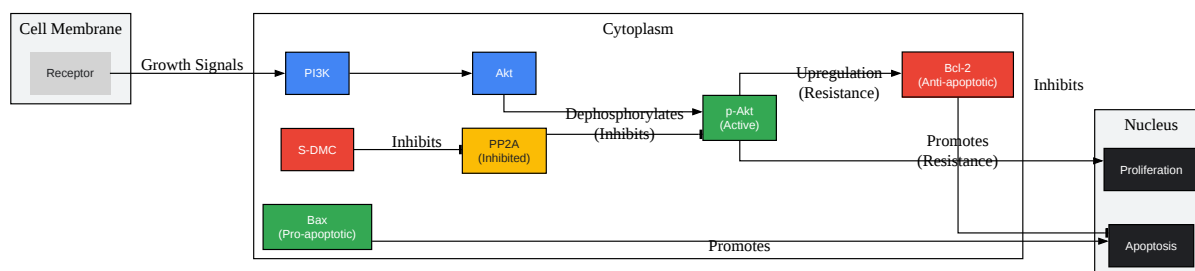 Cell Membrane
Receptor
Growth Signals
Cytoplasm
PI3K
Akt
Dephosphorylates
(Inhibits)
p-Akt
(Active)
Upregulation
(Resistance)
Bcl-2
(Anti-apoptotic)
Inhibits
S-DMC
Inhibits
PP2A
(Inhibited)
Promotes
(Resistance)
Bax
(Pro-apoptotic)
Promotes
Nucleus
Proliferation
Apoptosis